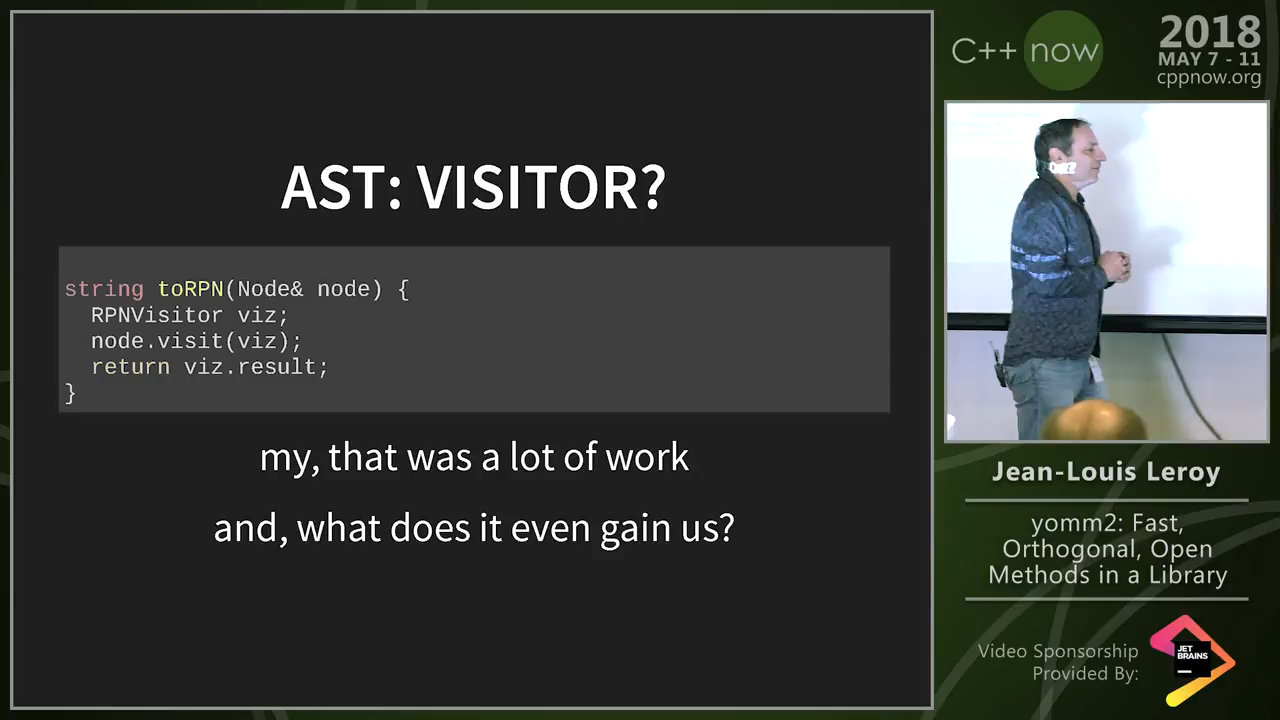 AST: VISITOR?
string toRPN(Node& node) {
  RPNVisitor viz;
  node.visit(viz);
  return viz.result;
}
my, that was a lot of work
and, what does it even gain us?
C++ now
2018
MAY 7 - 11
cppnow.org
Jean-Louis Leroy
yomm2: Fast,
Orthogonal, Open
Methods in a Library
Video Sponsorship
Provided By:
JET
BRAINS